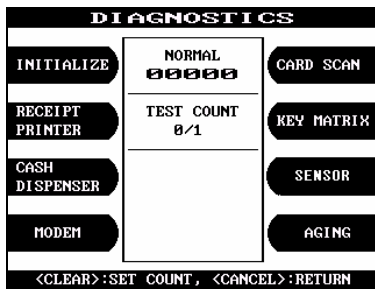 DIAGNOSTICS
INITIALIZE
NORMAL
00000
CARD SCAN
RECEIPT
PRINTER
TEST COUNT
0/1
KEY MATRIX
CASH
DISPENSER
SENSOR
MODEM
AGING
<CLEAR>:SET COUNT, <CANCEL>:RETURN